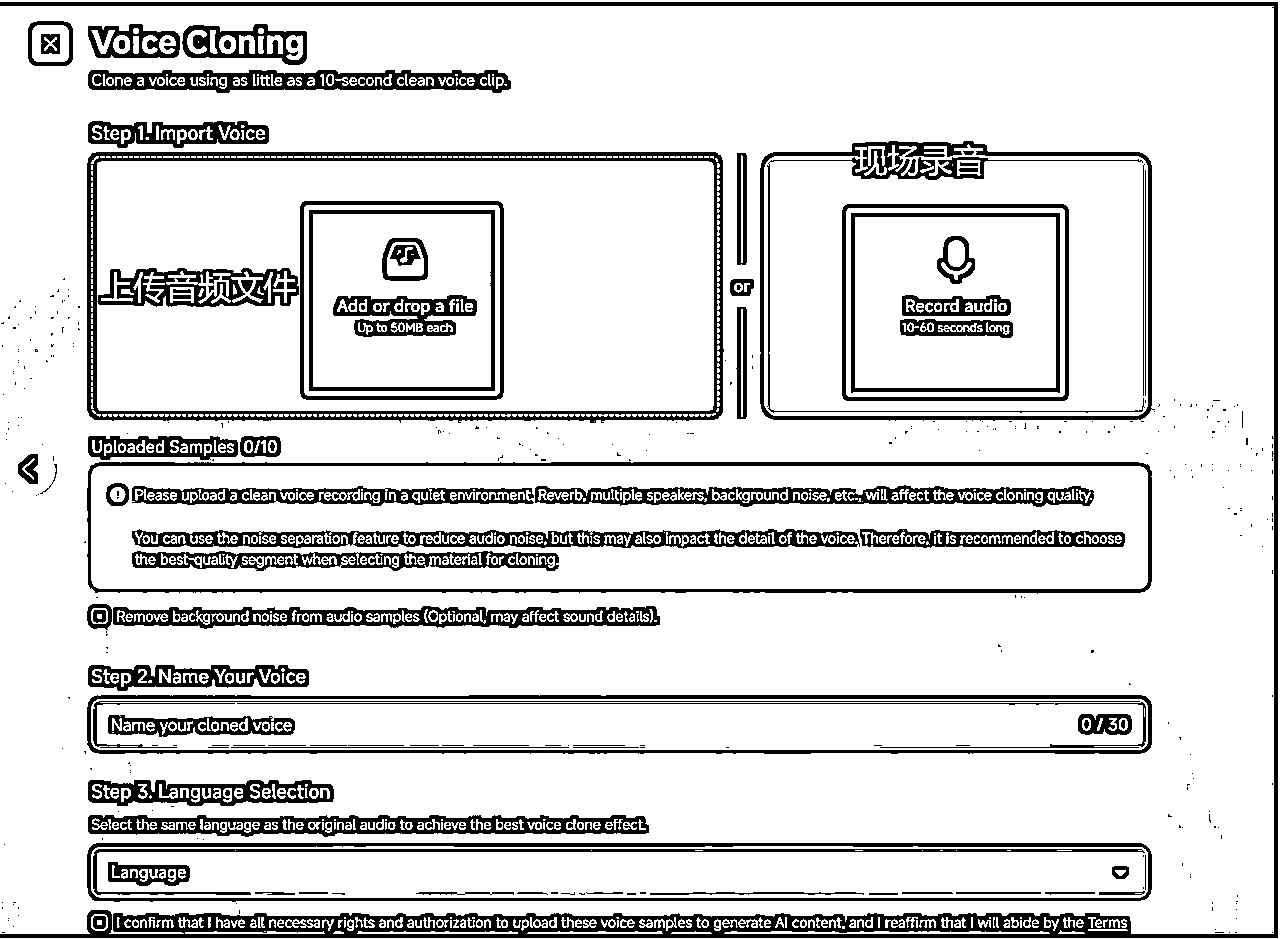 Voice Cloning
Clone a voice using as little as a 10-second clean voice clip.
Step 1. Import Voice
上传音频文件
Add or drop a file
Up to 50MB each
or
现场录音
Record audio
10-60 seconds long
Uploaded Samples 0/10
Please upload a clean voice recording in a quiet environment. Reverb, multiple speakers, background noise, etc., will affect the voice cloning quality.
You can use the noise separation feature to reduce audio noise, but this may also impact the detail of the voice. Therefore, it is recommended to choose
the best-quality segment when selecting the material for cloning.
Remove background noise from audio samples (Optional, may affect sound details).
Step 2. Name Your Voice
Name your cloned voice 0 / 30
Step 3. Language Selection
Select the same language as the original audio to achieve the best voice clone effect.
Language
I confirm that I have all necessary rights and authorization to upload these voice samples to generate AI content, and I reaffirm that I will abide by the Terms